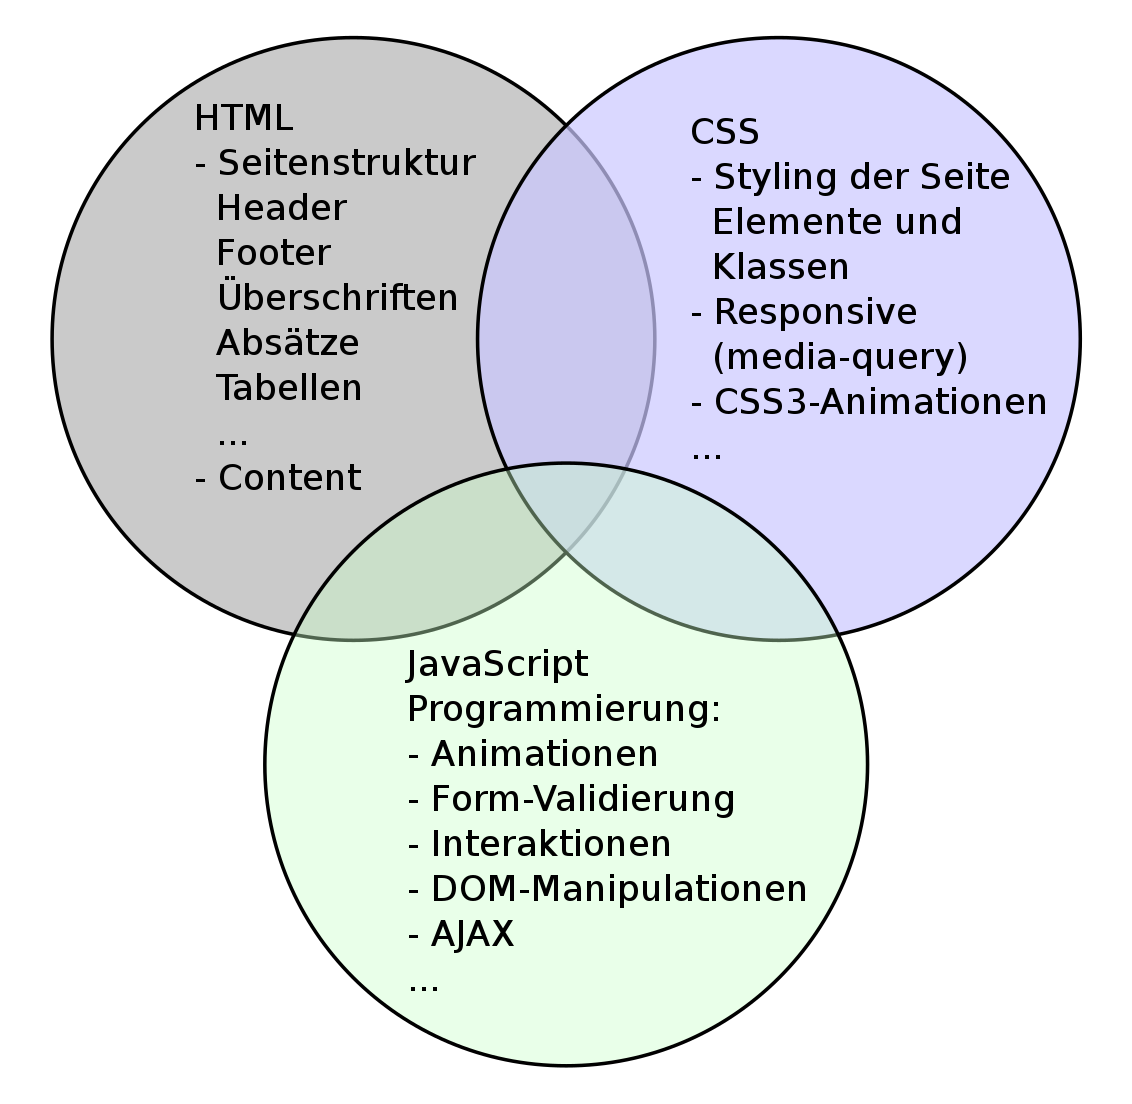 HTML
- Seitenstruktur
Header
Footer
Überschriften
Absätze
Tabellen
...
- Content
CSS
- Styling der Seite
Elemente und
Klassen
- Responsive
(media-query)
- CSS3-Animationen
...
JavaScript
Programmierung:
- Animationen
- Form-Validierung
- Interaktionen
- DOM-Manipulationen
- AJAX
...